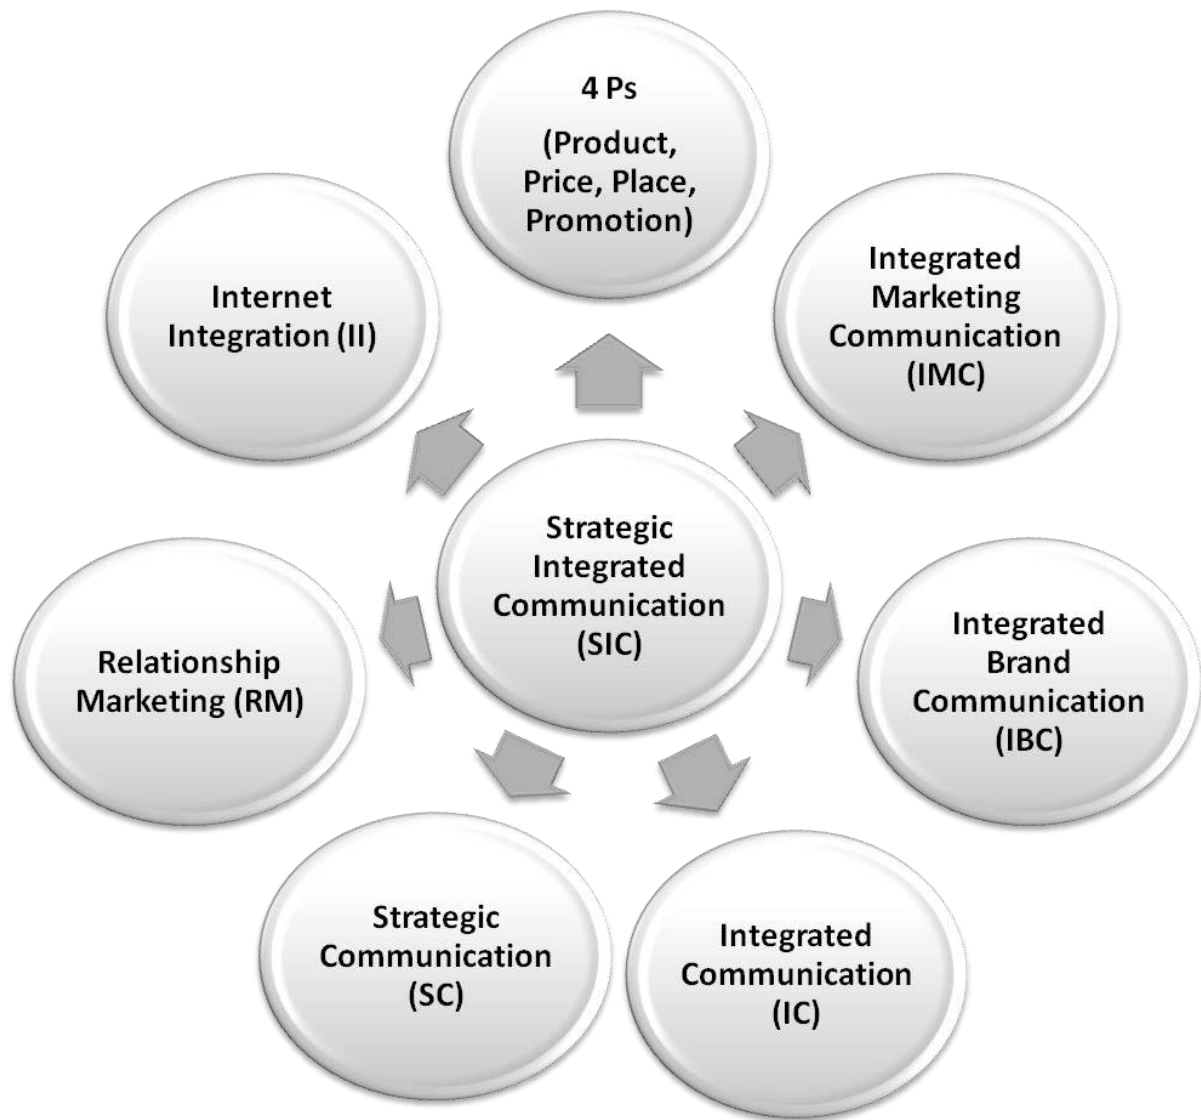 4 Ps
(Product,
Price, Place,
Promotion)
Integrated
Marketing
Communication
(IMC)
Integrated
Brand
Communication
(IBC)
Integrated
Communication
(IC)
Strategic
Communication
(SC)
Relationship
Marketing (RM)
Internet
Integration (II)
Strategic
Integrated
Communication
(SIC)